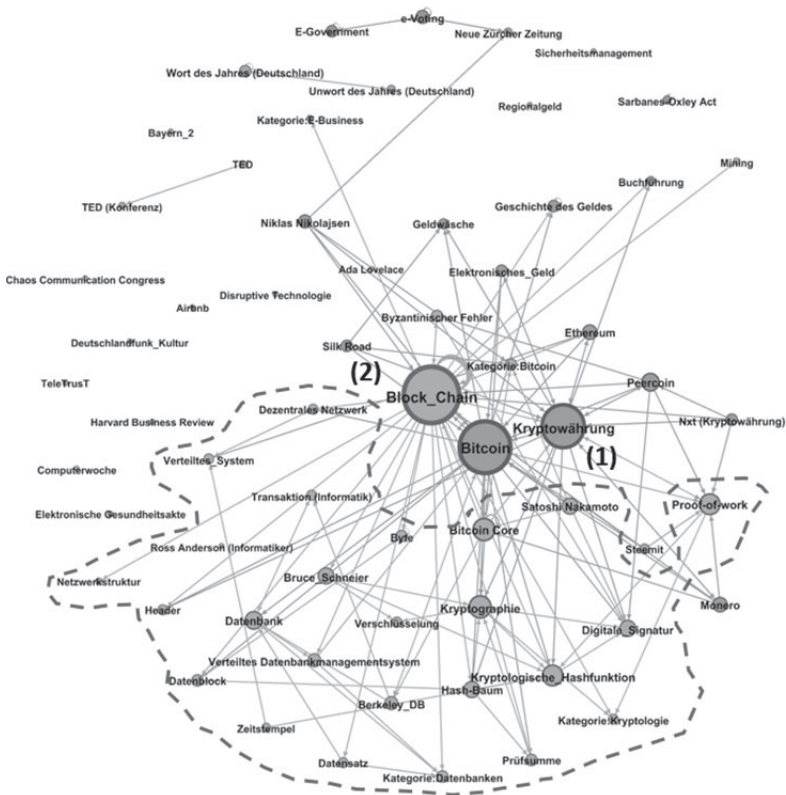 e-Voting
E-Government
Neue Zürcher Zeitung
Sicherheitsmanagement
Wort des Jahres (Deutschland)
Unwort des Jahres (Deutschland)
Regionalgeld
Sarbanes-Oxley Act
Kategorie:E-Business
Bayern_2
TED
Mining
Buchführung
TED (Konferenz)
Geschichte des Geldes
Niklas Nikolajsen
Geldwäsche
Ada Lovelace
Elektronisches_Geld
Chaos Communication Congress
Disruptive Technologie
Airbnb
Byzantinischer Fehler
Ethereum
Deutschlandfunk_Kultur
Silk Road
Kategorie:Bitcoin
(2)
TeleTrusT
Peercoin
Block_Chain
Dezentrales Netzwerk
Harvard Business Review
Nxt (Kryptowährung)
Kryptowährung
Bitcoin
(1)
Verteiltes_System
Computerwoche
Transaktion (Informatik)
Satoshi Nakamoto
Proof-of-work
Elektronische Gesundheitsakte
Bitcoin Core
Byte
Ross Anderson (Informatiker)
Steemit
Netzwerkstruktur
Bruce_Schneier
Header
Kryptographie
Monero
Datenbank
Verschlüsselung
Digitale_Signatur
Verteiltes Datenbankmanagementsystem
Datenblock
Kryptologische_Hashfunktion
Hash-Baum
Berkeley_DB
Kategorie:Kryptologie
Zeitstempel
Datensatz
Prüfsumme
Kategorie:Datenbanken